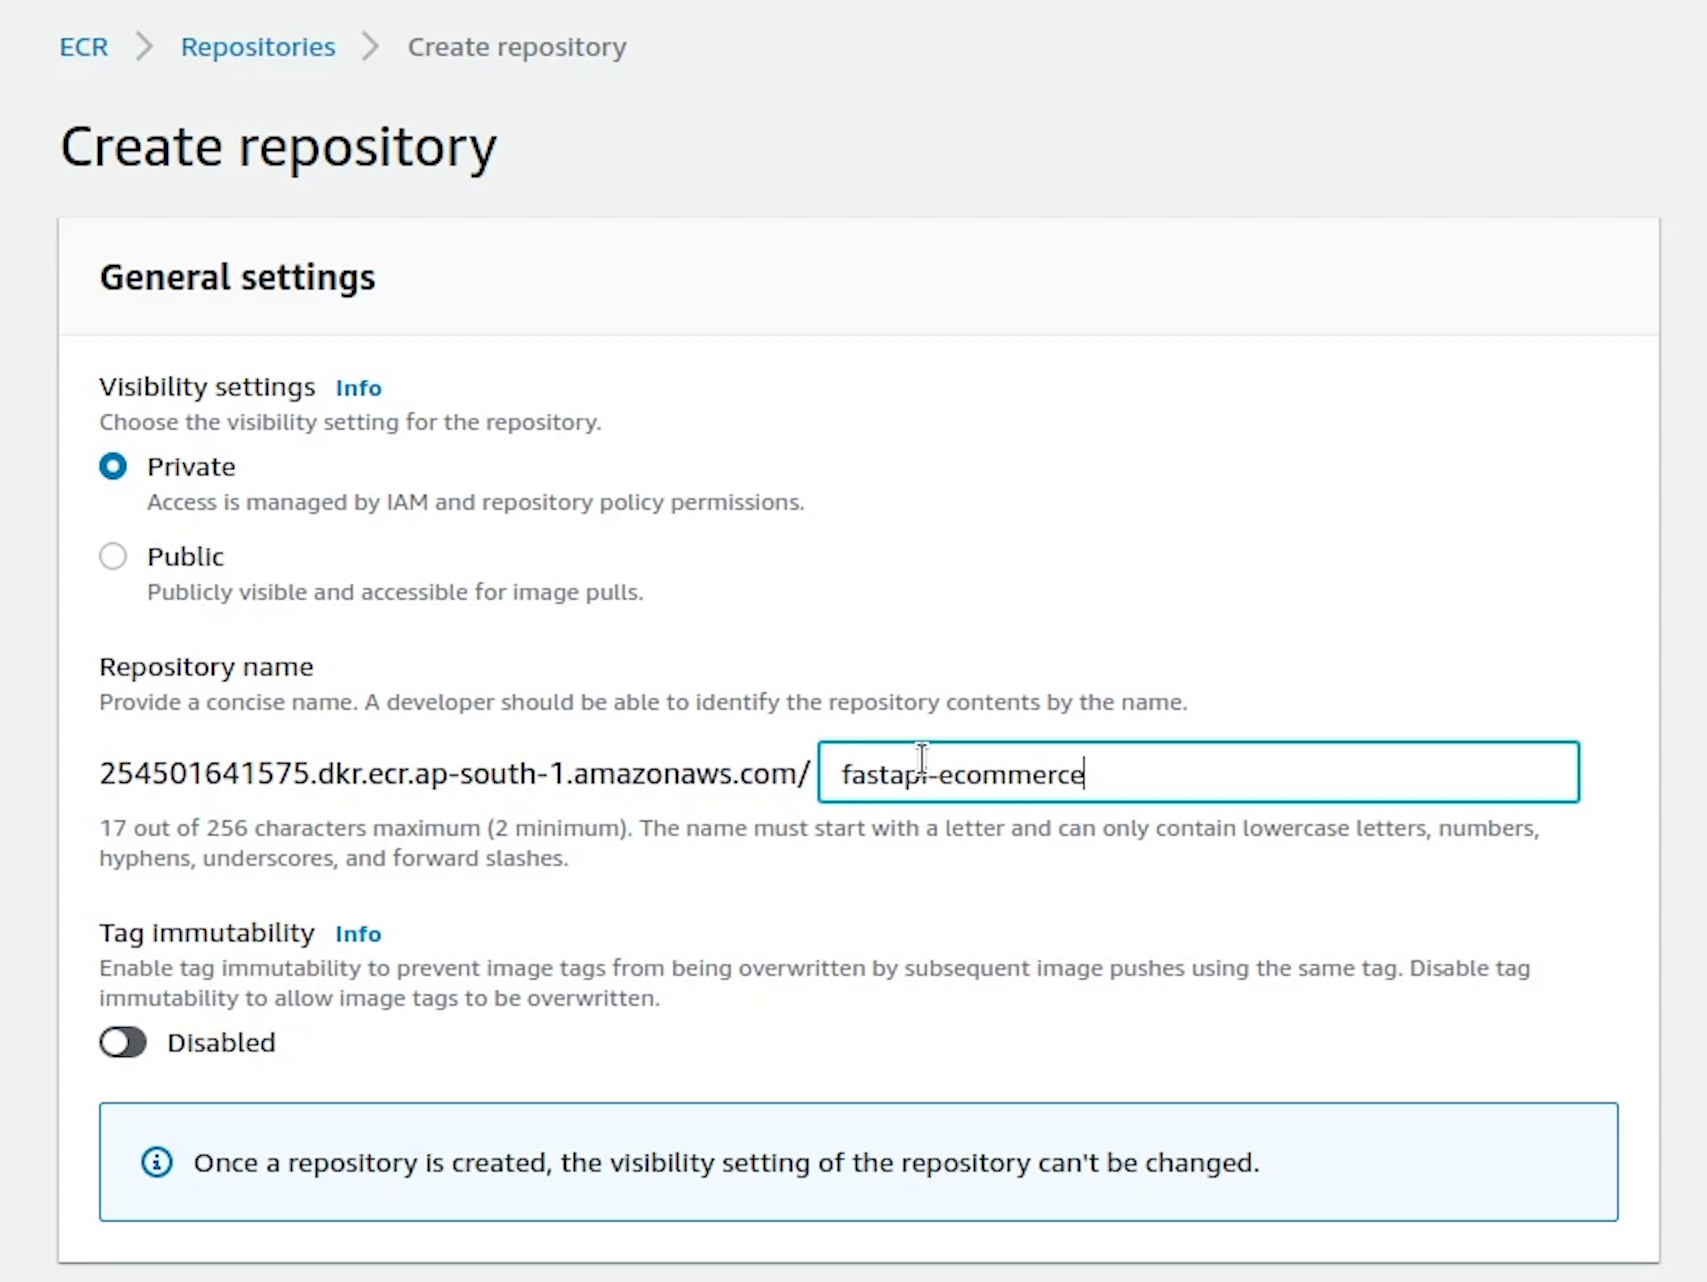 ECR > Repositories > Create repository
Create repository
General settings
Visibility settings Info
Choose the visibility setting for the repository.
Private
Access is managed by IAM and repository policy permissions.
Public
Publicly visible and accessible for image pulls.
Repository name
Provide a concise name. A developer should be able to identify the repository contents by the name.
254501641575.dkr.ecr.ap-south-1.amazonaws.com/ fastapi-ecommerce
17 out of 256 characters maximum (2 minimum). The name must start with a letter and can only contain lowercase letters, numbers,
hyphens, underscores, and forward slashes.
Tag immutability Info
Enable tag immutability to prevent image tags from being overwritten by subsequent image pushes using the same tag. Disable tag
immutability to allow image tags to be overwritten.
Disabled
Once a repository is created, the visibility setting of the repository can't be changed.